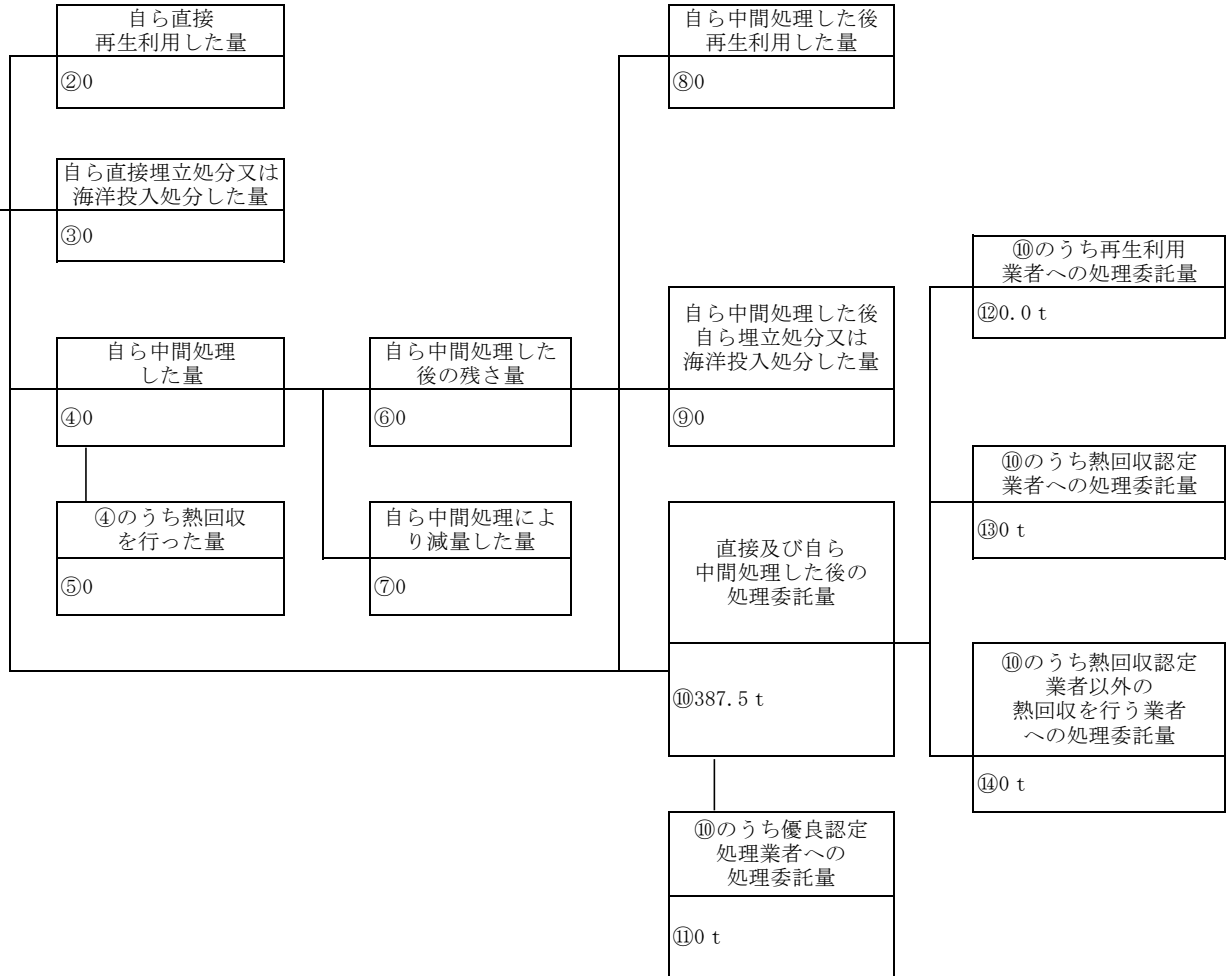 自ら直接
再生利用した量
②0
自ら直接埋立処分又は
海洋投入処分した量
③0
自ら中間処理
した量
④0
④のうち熱回収
を行った量
⑤0
自ら中間処理した
後の残さ量
⑥0
自ら中間処理によ
り減量した量
⑦0
自ら中間処理した後
再生利用した量
⑧0
自ら中間処理した後
自ら埋立処分又は
海洋投入処分した量
⑨0
直接及び自ら
中間処理した後の
処理委託量
⑩387.5 t
⑩のうち優良認定
処理業者への
処理委託量
⑪0 t
⑩のうち再生利用
業者への処理委託量
⑫0.0 t
⑩のうち熱回収認定
業者への処理委託量
⑬0 t
⑩のうち熱回収認定
業者以外の
熱回収を行う業者
への処理委託量
⑭0 t